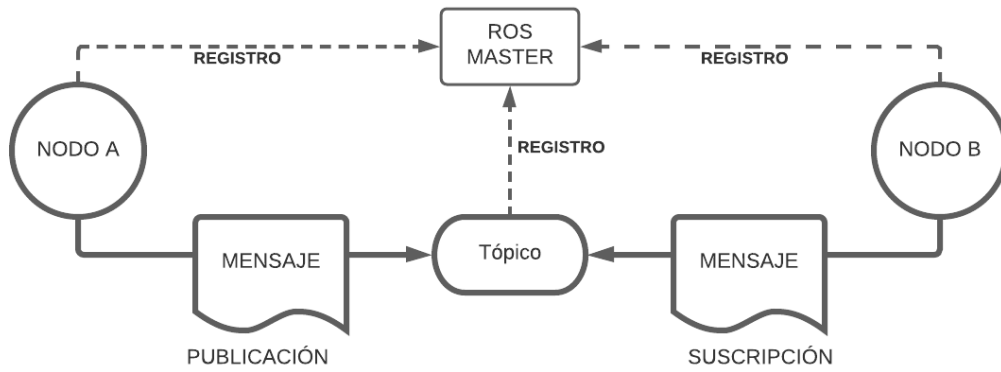 ROS
MASTER
REGISTRO
REGISTRO
NODO A
REGISTRO
NODO B
MENSAJE
Tópico
MENSAJE
PUBLICACIÓN
SUSCRIPCIÓN